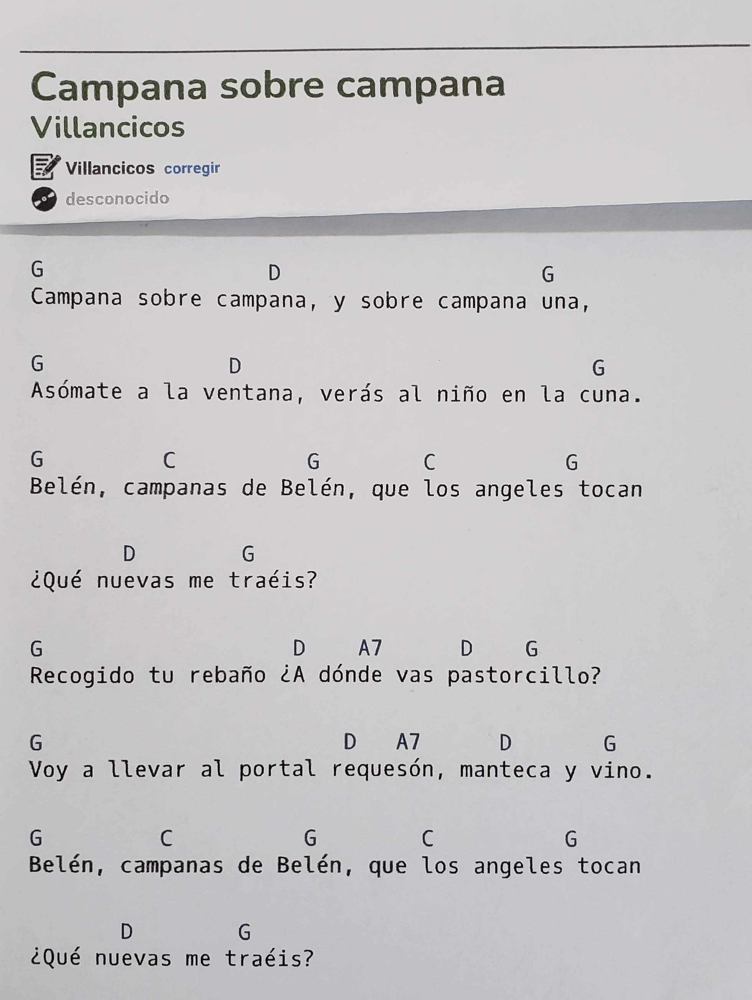 Campana sobre campana
Villancicos
Villancicos corregir
desconocido
G D G
Campana sobre campana, y sobre campana una,
G D G
Asómate a la ventana, verás al niño en la cuna.
G C G C G
Belén, campanas de Belén, que los angeles tocan
D G
¿Qué nuevas me traéis?
G D A7 D G
Recogido tu rebaño ¿A dónde vas pastorcillo?
G D A7 D G
Voy a llevar al portal requesón, manteca y vino.
G C G C G
Belén, campanas de Belén, que los angeles tocan
D G
¿Qué nuevas me traéis?